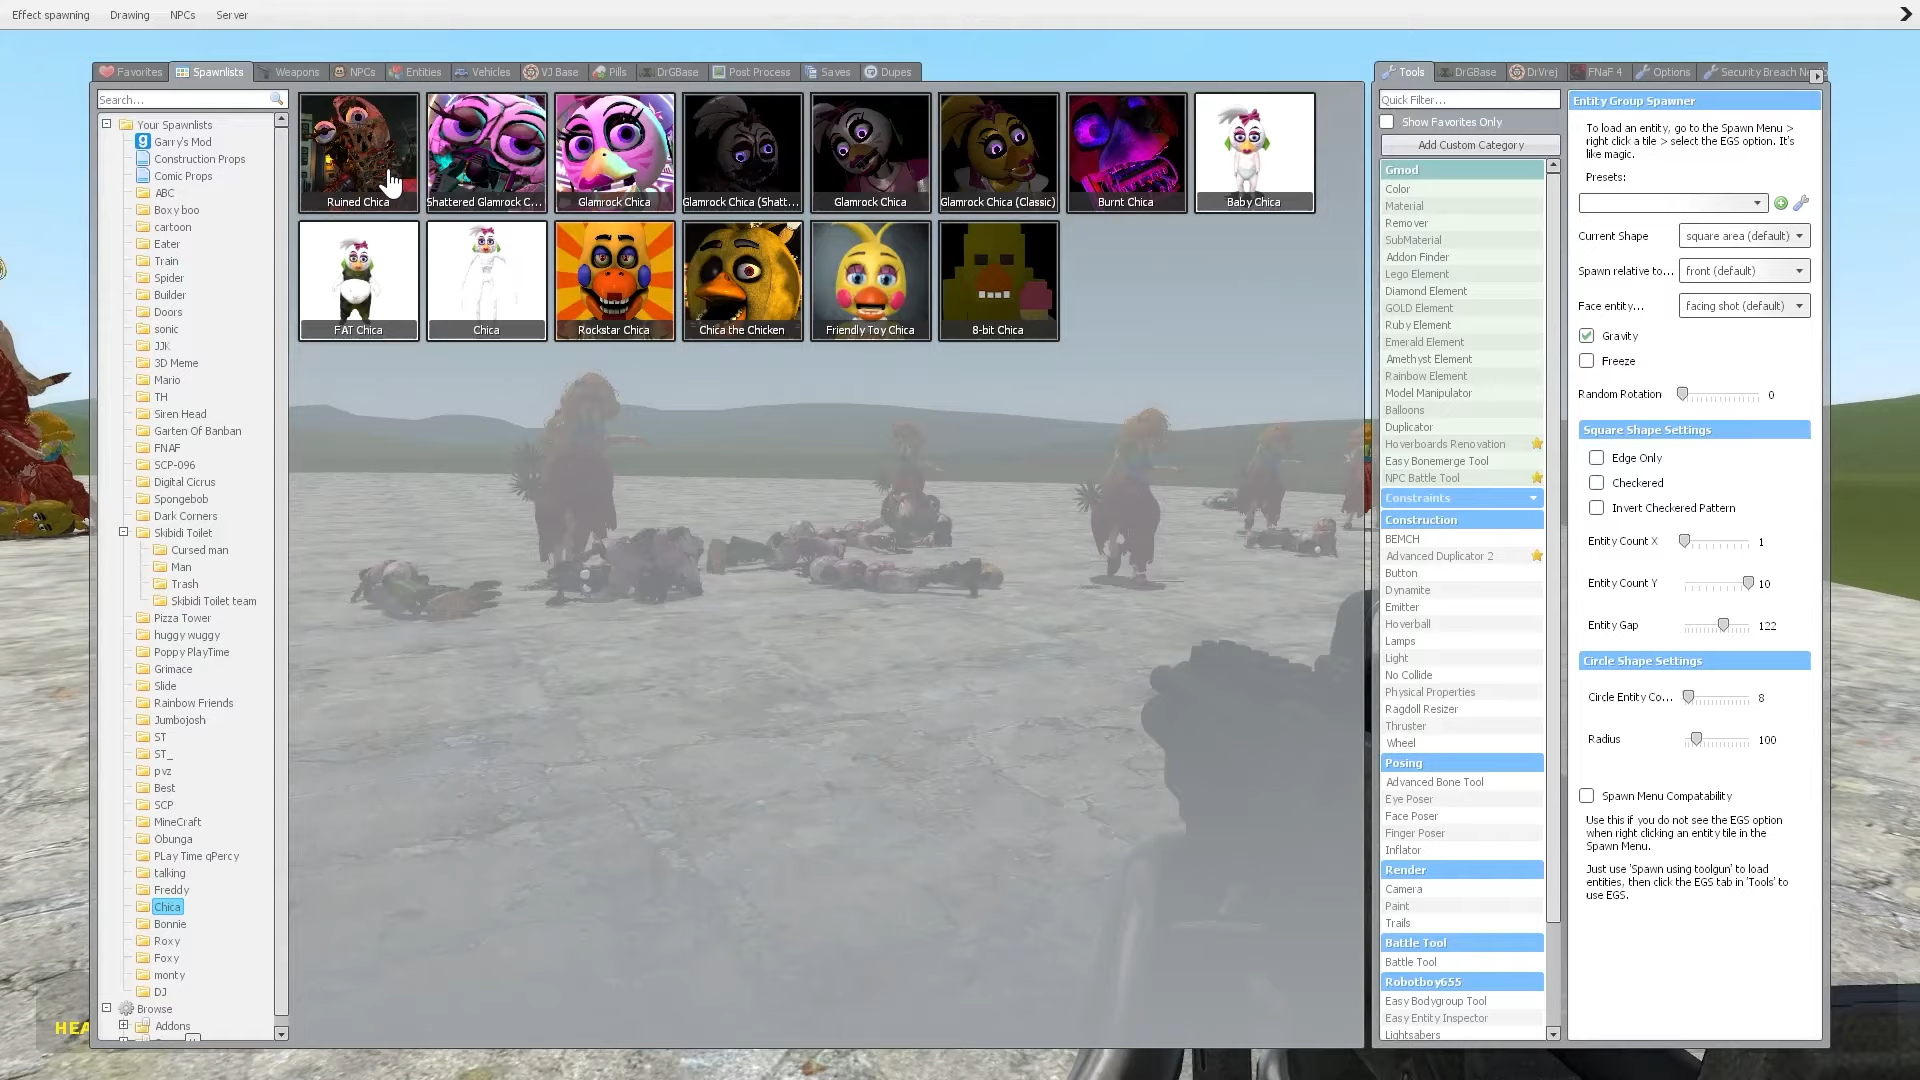 Effect spawning
Drawing
NPCs
Server
Favorites
Spawnlists
Weapons
NPCs
Entities
Vehicles
VJ Base
Pills
DrGBase
Post Process
Saves
Dupes
Search...
Your Spawnlists
Garry's Mod
Construction Props
Comic Props
ABC
Boxy boo
cartoon
Eater
Train
Spider
Builder
Doors
sonic
JJK
3D Meme
Mario
TH
Siren Head
Garten Of Banban
FNAF
SCP-096
Digital Cicrus
Spongebob
Dark Corners
Skibidi Toilet
Cursed man
Man
Trash
Skibidi Toilet team
Pizza Tower
huggy wuggy
Poppy PlayTime
Grimace
Slide
Rainbow Friends
Jumbojosh
ST
ST_
pvz
Best
SCP
MineCraft
Obunga
PLay Time qPercy
talking
Freddy
Chica
Bonnie
Roxy
Foxy
monty
DJ
Browse
Addons
HEA
Ruined Chica
Shattered Glamrock C...
Glamrock Chica
Glamrock Chica (Shatt...
Glamrock Chica
Glamrock Chica (Classic)
Burnt Chica
Baby Chica
FAT Chica
Chica
Rockstar Chica
Chica the Chicken
Friendly Toy Chica
8-bit Chica
Tools
DrGBase
DrVrej
FNaF 4
Options
Security Breach
Quick Filter...
Show Favorites Only
Add Custom Category
Gmod
Color
Material
Remover
SubMaterial
Addon Finder
Lego Element
Diamond Element
GOLD Element
Ruby Element
Emerald Element
Amethyst Element
Rainbow Element
Model Manipulator
Balloons
Duplicator
Hoverboards Renovation
Easy Bonemerge Tool
NPC Battle Tool
Constraints
Construction
BEMCH
Advanced Duplicator 2
Button
Dynamite
Emitter
Hoverball
Lamps
Light
No Collide
Physical Properties
Ragdoll Resizer
Thruster
Wheel
Posing
Advanced Bone Tool
Eye Poser
Face Poser
Finger Poser
Inflator
Render
Camera
Paint
Trails
Battle Tool
Battle Tool
Robotboy655
Easy Bodygroup Tool
Easy Entity Inspector
Lightsabers
Entity Group Spawner
To load an entity, go to the Spawn Menu >
right click a tile > select the EGS option. It's
like magic.
Presets:
Current Shape
square area (default)
Spawn relative to...
front (default)
Face entity...
facing shot (default)
Gravity
Freeze
Random Rotation 0
Square Shape Settings
Edge Only
Checkered
Invert Checkered Pattern
Entity Count X 1
Entity Count Y 10
Entity Gap 122
Circle Shape Settings
Circle Entity Co... 8
Radius 100
Spawn Menu Compatability
Use this if you do not see the EGS option
when right clicking an entity tile in the
Spawn Menu.
Just use 'Spawn using toolgun' to load
entities, then click the EGS tab in 'Tools' to
use EGS.